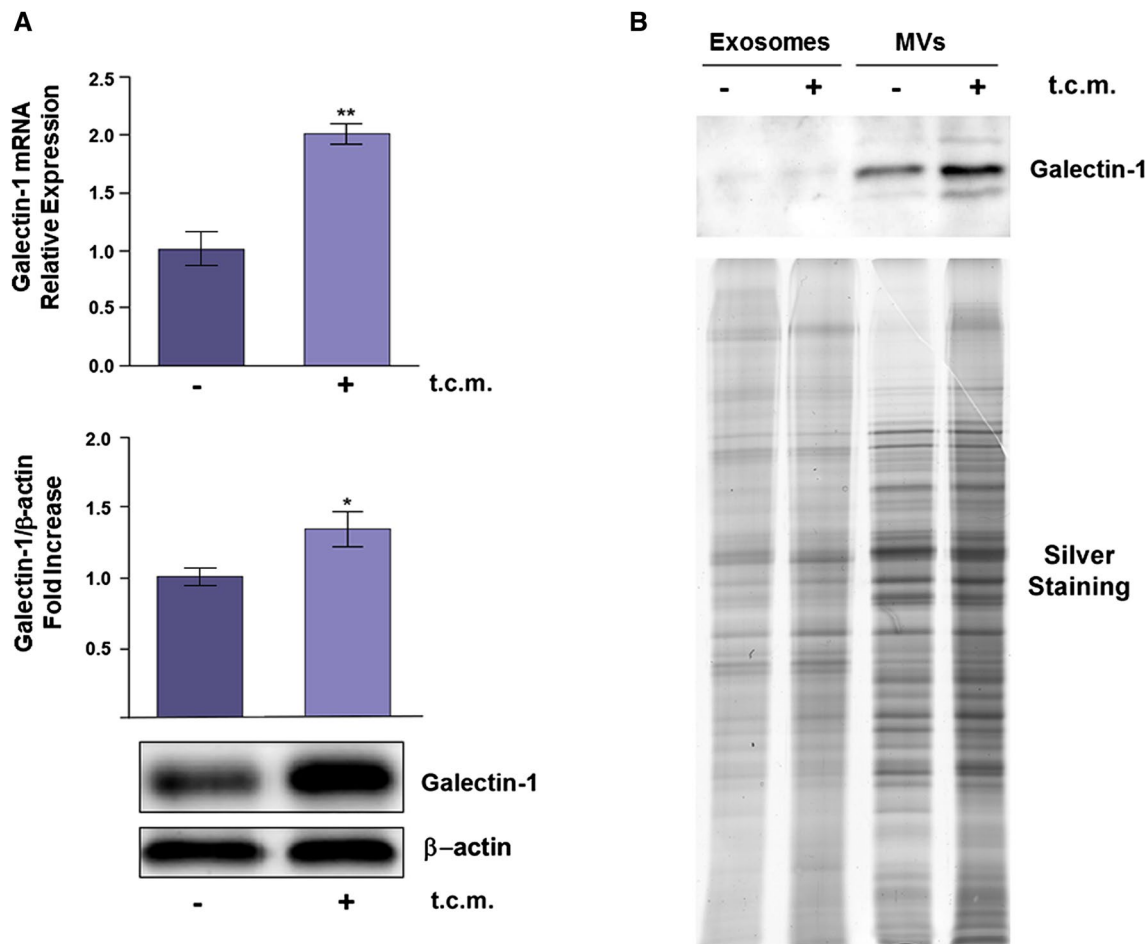 A
Galectin-1 mRNA
Relative Expression
2.5
2.0
1.5
1.0
0.5
0.0
**
- + t.c.m.
Galectin-1/β-actin
Fold Increase
2.0
1.5
1.0
0.5
*
Galectin-1
β–actin
- + t.c.m.
B
Exosomes MVs
- + - + t.c.m.
Galectin-1
Silver
Staining